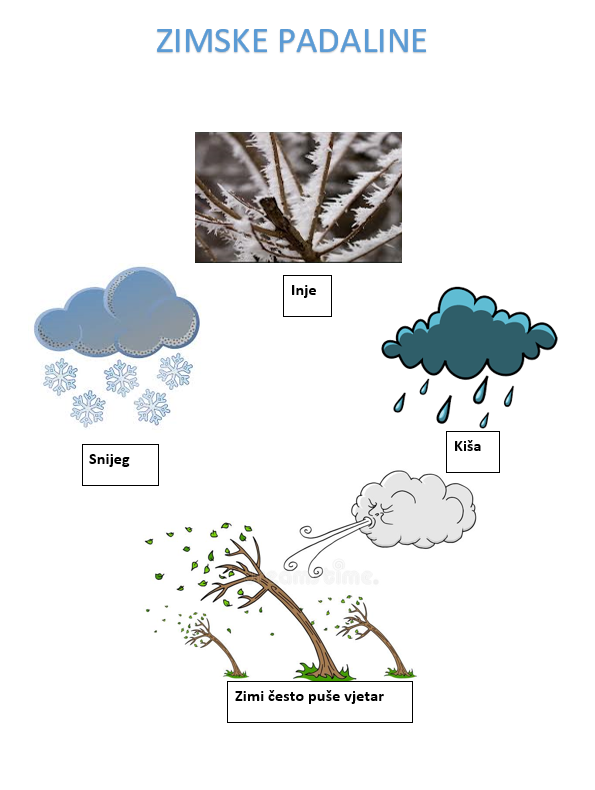 ZIMSKE PADALINE
Inje
Snijeg
Kiša
Zimi često puše vjetar